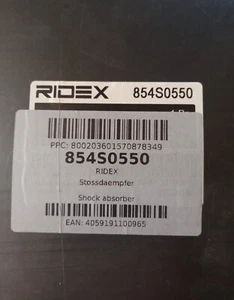 RIDEX 854S0550
PPC: 800203601570878349
854S0550
RIDEX
Stossdaempfer
Shock absorber
EAN: 4059191100965